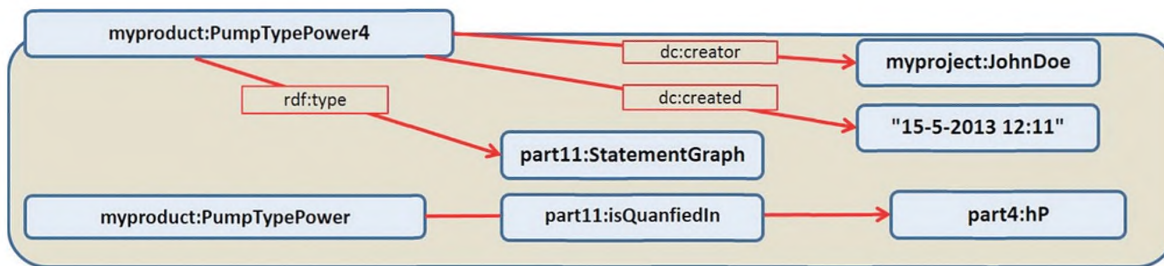 myproduct:PumpTypePower4
dc:creator
myproject:JohnDoe
rdf:type
dc:created
"15-5-2013 12:11"
part11:StatementGraph
myproduct:PumpTypePower
part11:isQuanfiedIn
part4:hP